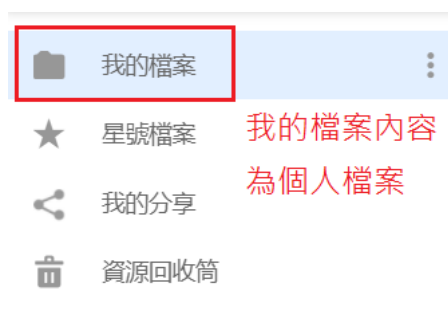 我的檔案
星號檔案
我的檔案內容
為個人檔案
我的分享
資源回收筒